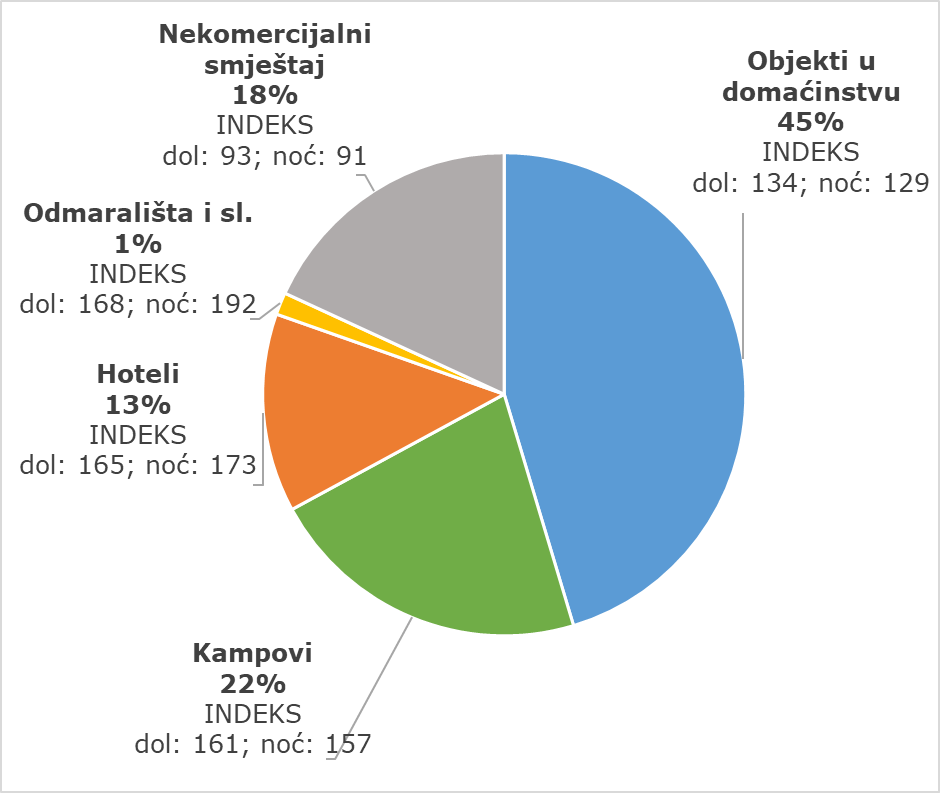 Nekomercijalni
smještaj
18%
INDEKS
dol: 93; noć: 91
Objekti u
domaćinstvu
45%
INDEKS
dol: 134; noć: 129
Odmarališta i sl.
1%
INDEKS
dol: 168; noć: 192
Hoteli
13%
INDEKS
dol: 165; noć: 173
Kampovi
22%
INDEKS
dol: 161; noć: 157